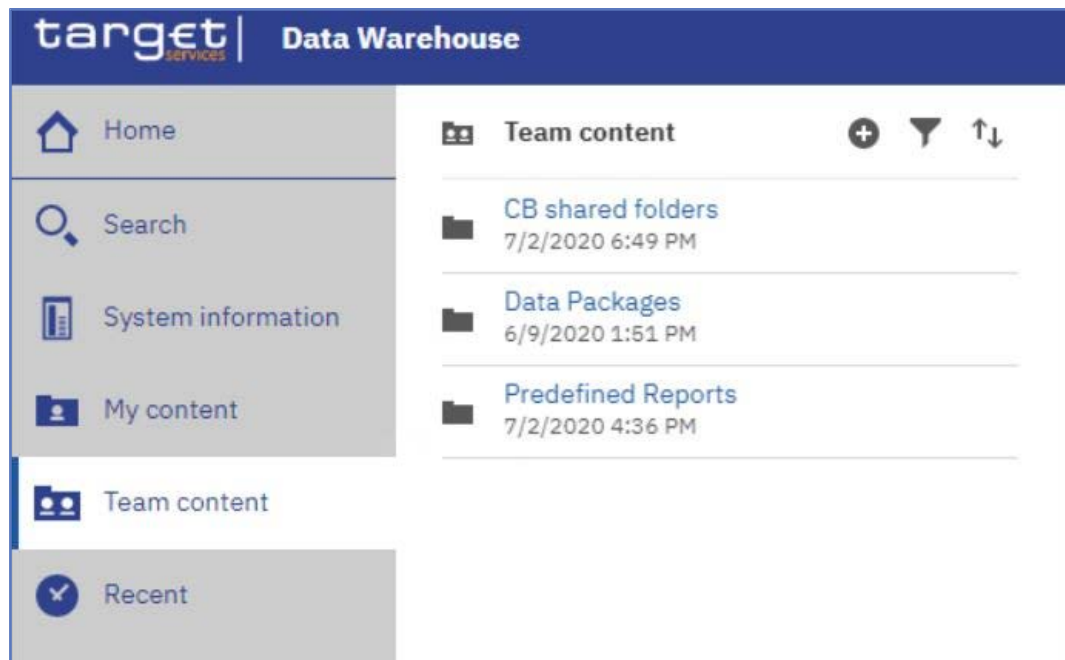 targ€t| Data Warehouse
services
Home
Search
System information
My content
Team content
Recent
Team content
CB shared folders
7/2/2020 6:49 PM
Data Packages
6/9/2020 1:51 PM
Predefined Reports
7/2/2020 4:36 PM